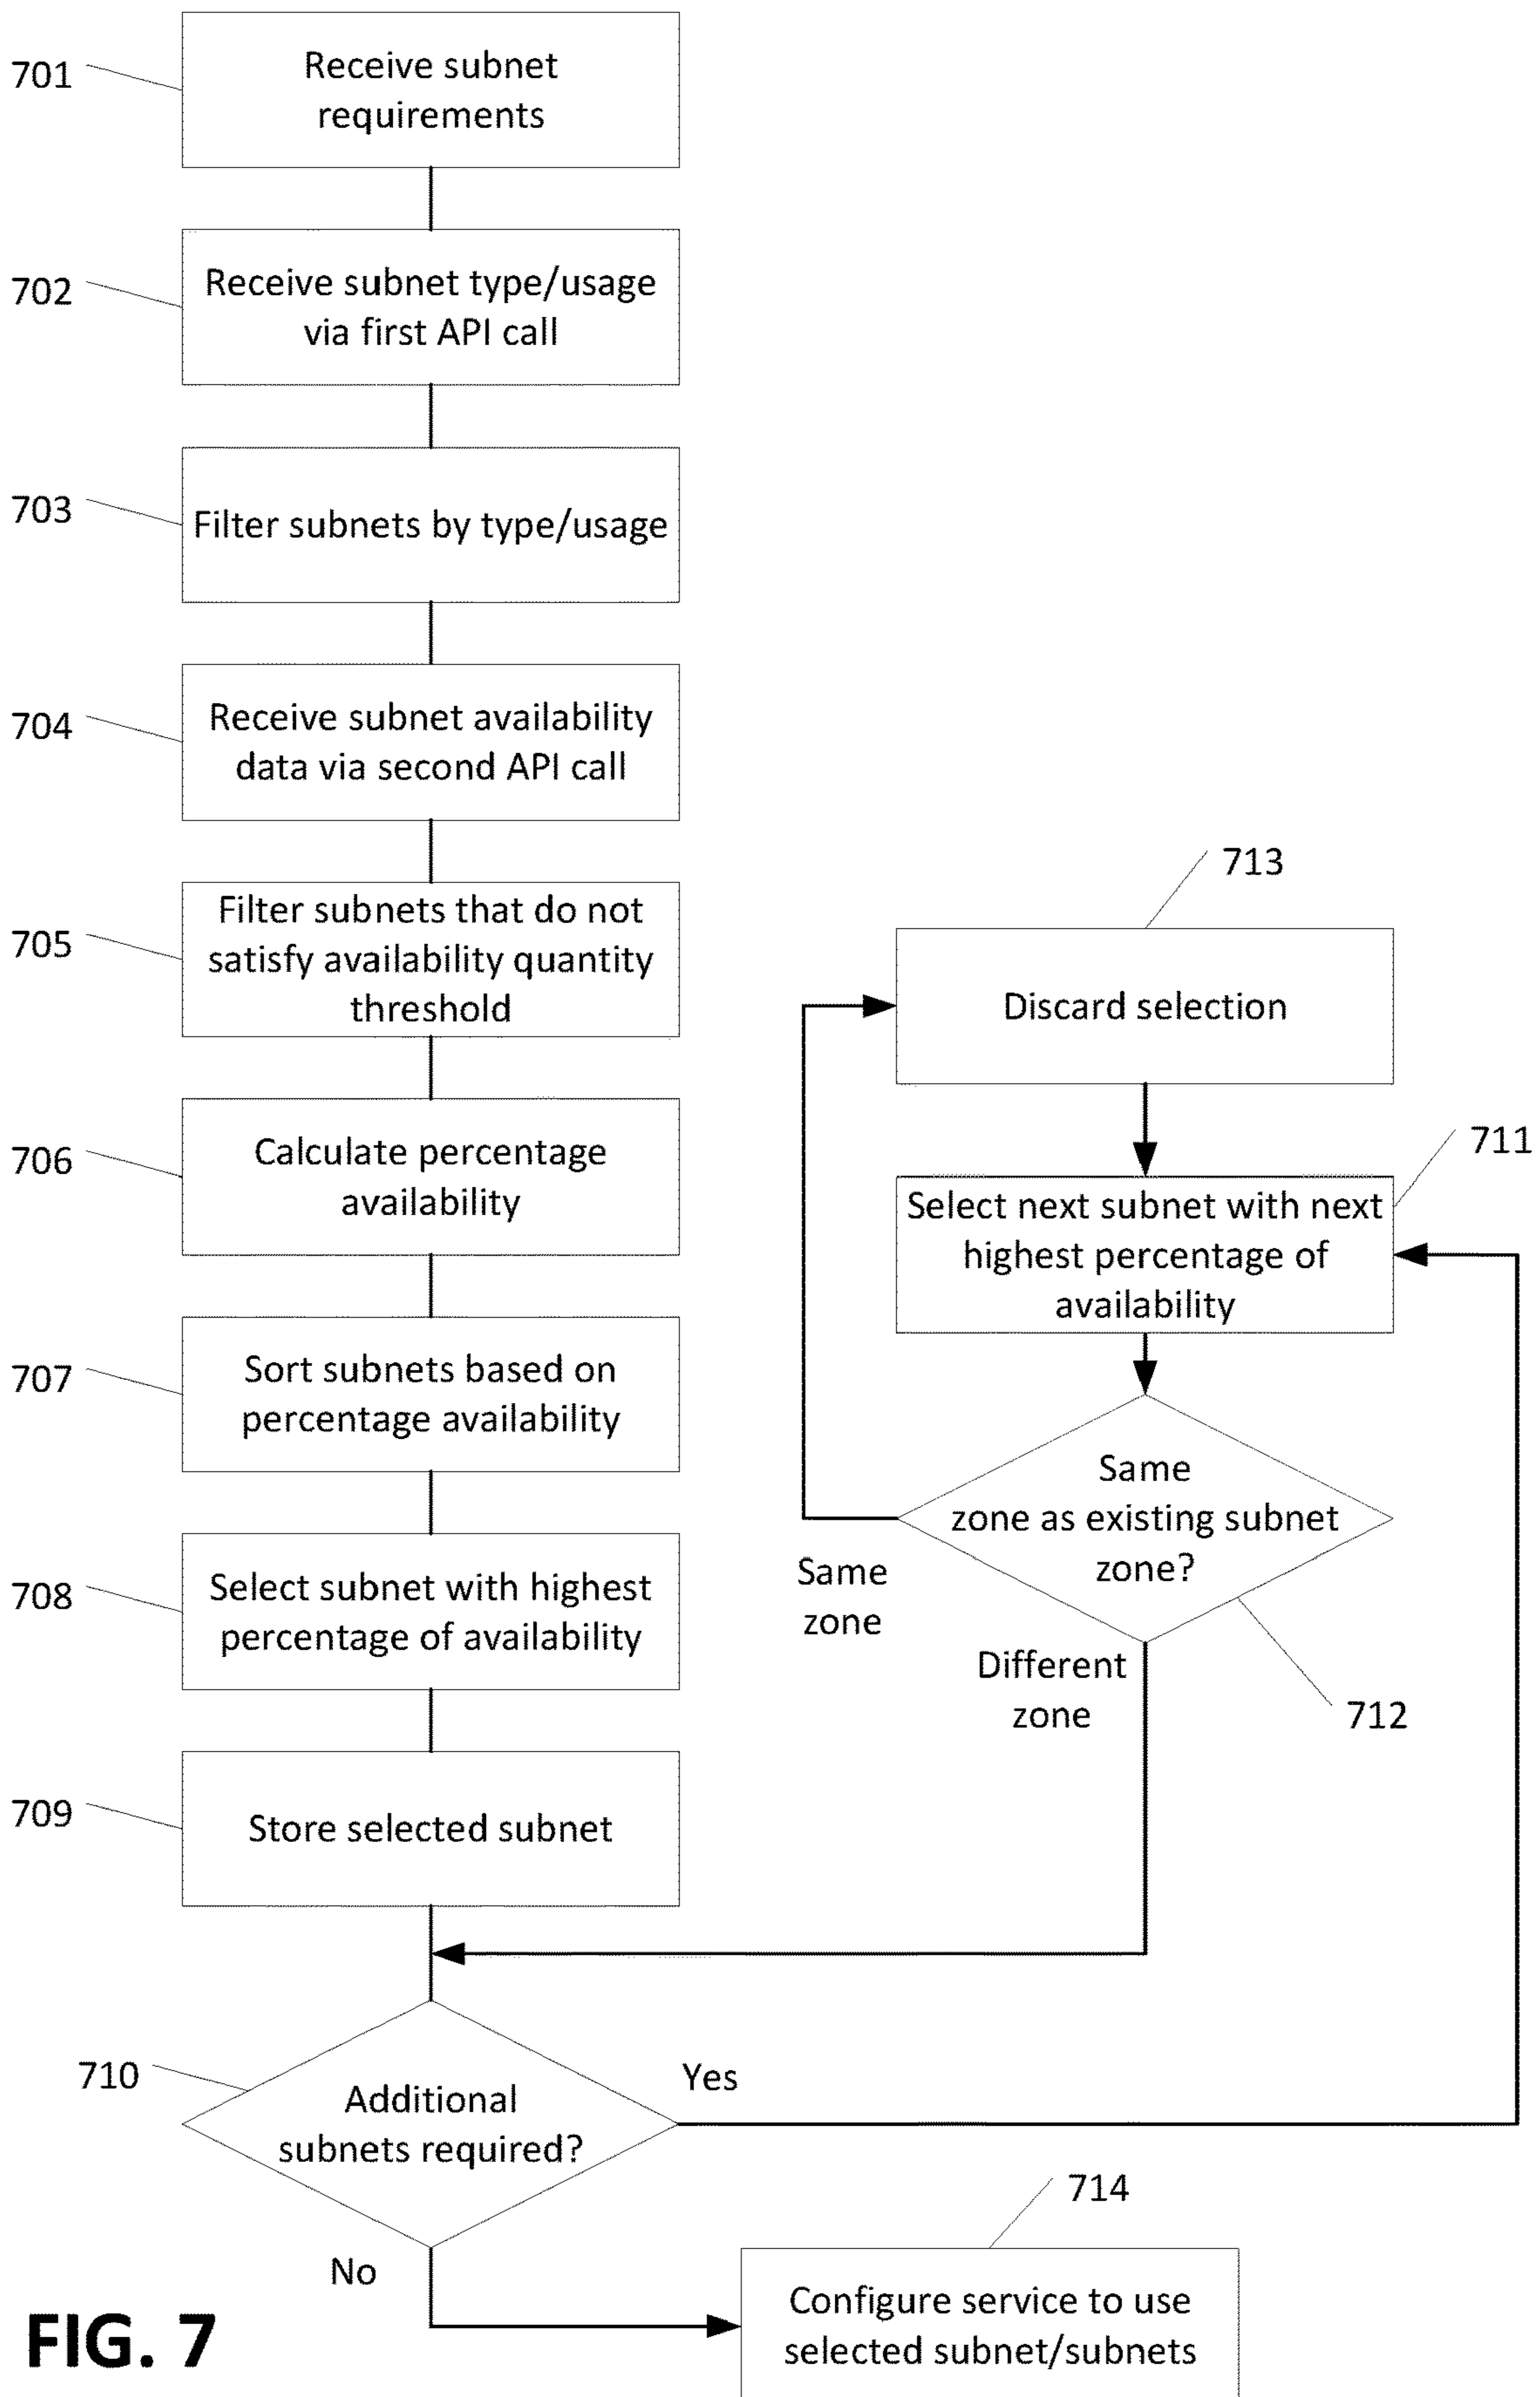 701
Receive subnet
requirements
702
Receive subnet type/usage
via first API call
703
Filter subnets by type/usage
704
Receive subnet availability
data via second API call
705
Filter subnets that do not
satisfy availability quantity
threshold
706
Calculate percentage
availability
707
Sort subnets based on
percentage availability
708
Select subnet with highest
percentage of availability
709
Store selected subnet
710
Additional
subnets required?
Yes
No
713
Discard selection
711
Select next subnet with next
highest percentage of
availability
Same
zone as existing subnet
zone?
712
Same
zone
Different
zone
714
Configure service to use
selected subnet/subnets
FIG. 7